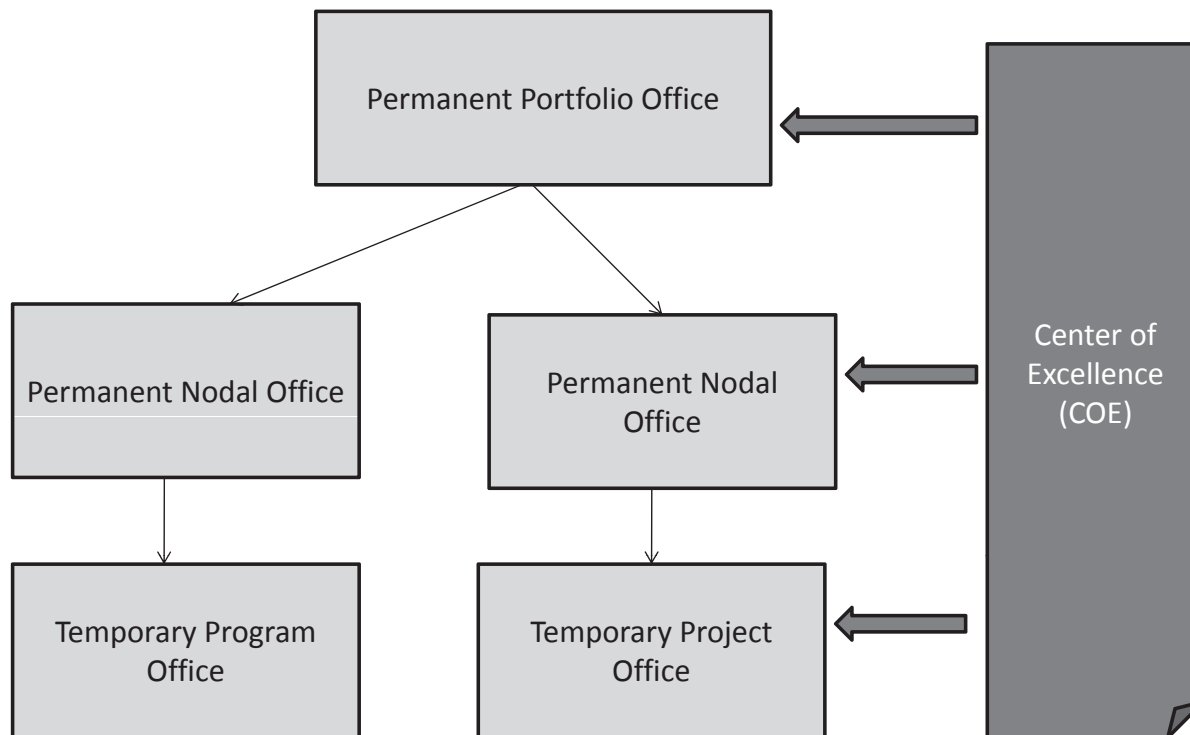 Permanent Portfolio Office
Permanent Nodal Office
Permanent Nodal
Office
Center of
Excellence
(COE)
Temporary Program
Office
Temporary Project
Office